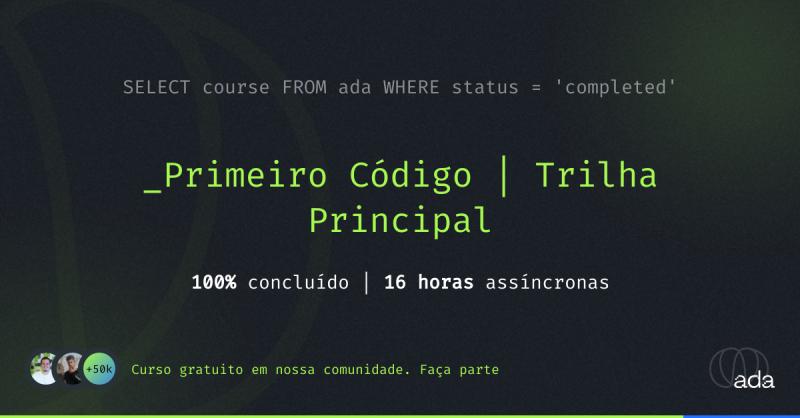 SELECT course FROM ada WHERE status = 'completed'
_Primeiro Código | Trilha
Principal
100% concluído | 16 horas assíncronas
+50k
Curso gratuito em nossa comunidade. Faça parte
ada